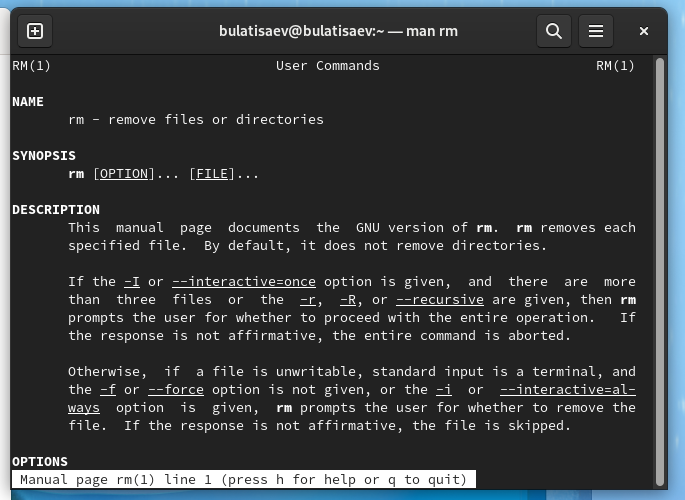 bulatisaev@bulatisaev:~ — man rm
RM(1) User Commands RM(1)
NAME
rm - remove files or directories
SYNOPSIS
rm [OPTION]... [FILE]...
DESCRIPTION
This manual page documents the GNU version of rm. rm removes each
specified file. By default, it does not remove directories.
If the -I or --interactive=once option is given, and there are more
than three files or the -r, -R, or --recursive are given, then rm
prompts the user for whether to proceed with the entire operation. If
the response is not affirmative, the entire command is aborted.
Otherwise, if a file is unwritable, standard input is a terminal, and
the -f or --force option is not given, or the -i or --interactive=al-
ways option is given, rm prompts the user for whether to remove the
file. If the response is not affirmative, the file is skipped.
OPTIONS
Manual page rm(1) line 1 (press h for help or q to quit)